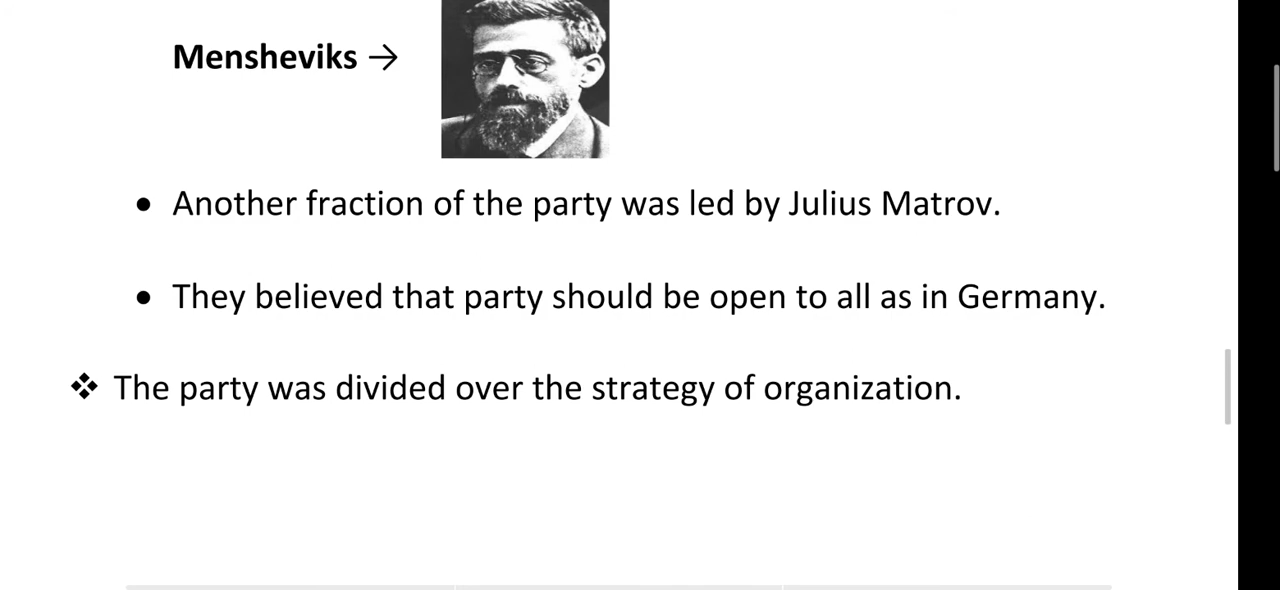 Mensheviks →
• Another fraction of the party was led by Julius Matrov.
• They believed that party should be open to all as in Germany.
❖ The party was divided over the strategy of organization.